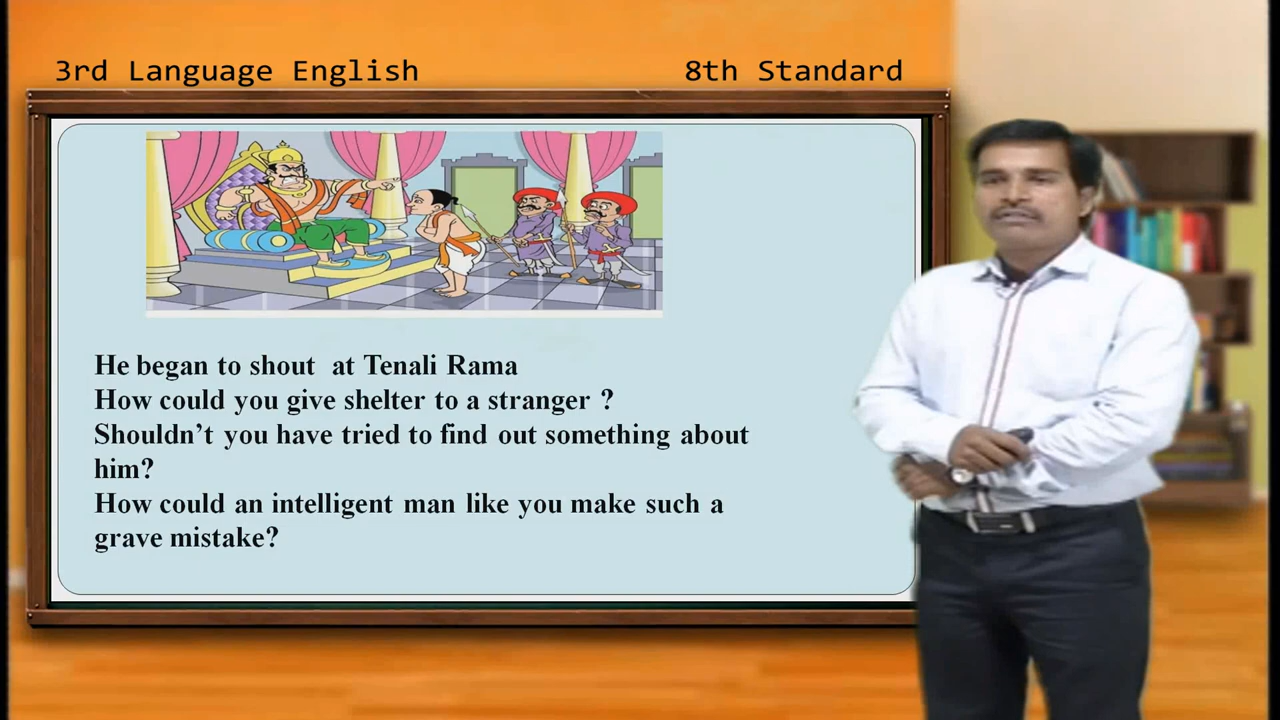 3rd Language English 8th Standard
He began to shout at Tenali Rama
How could you give shelter to a stranger ?
Shouldn't you have tried to find out something about
him?
How could an intelligent man like you make such a
grave mistake?